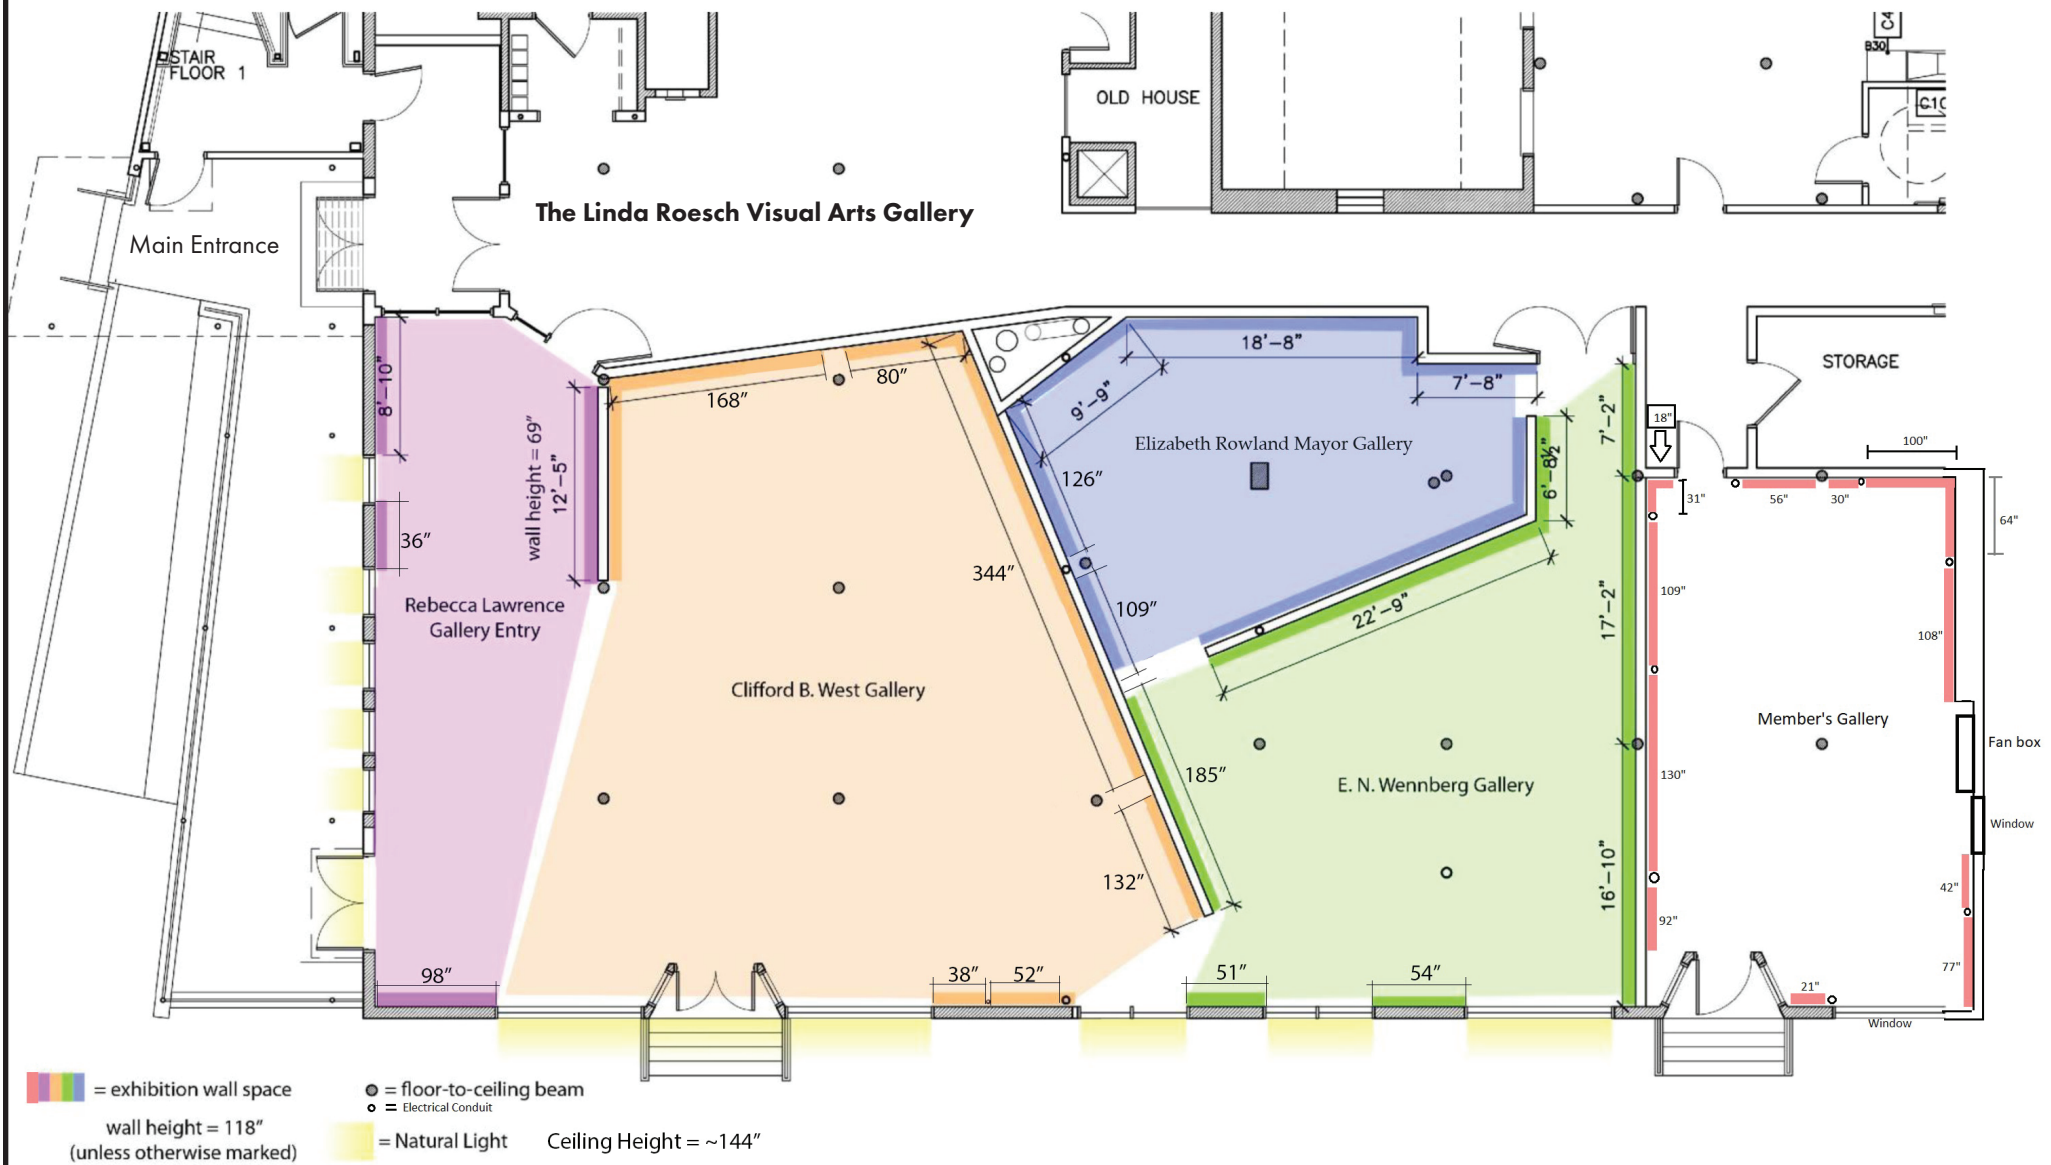 STAIR
FLOOR 1
OLD HOUSE
B30
C10
The Linda Roesch Visual Arts Gallery
Main Entrance
STORAGE
8'-10"
168"
80"
18'-8"
9'-9"
7'-8"
7'-2"
18"
100"
wall height = 69"
12'-5"
Elizabeth Rowland Mayor Gallery
126"
6'-8½"
31"
56"
30"
64"
36"
344"
109"
22'-9"
17'-2"
109"
108"
Rebecca Lawrence
Gallery Entry
Clifford B. West Gallery
Member's Gallery
Fan box
185"
E. N. Wennberg Gallery
130"
Window
132"
16'-10"
92"
42"
98"
38"
52"
51"
54"
21"
77"
Window
= exhibition wall space
= floor-to-ceiling beam
= Electrical Conduit
wall height = 118"
(unless otherwise marked)
= Natural Light
Ceiling Height = ~144"